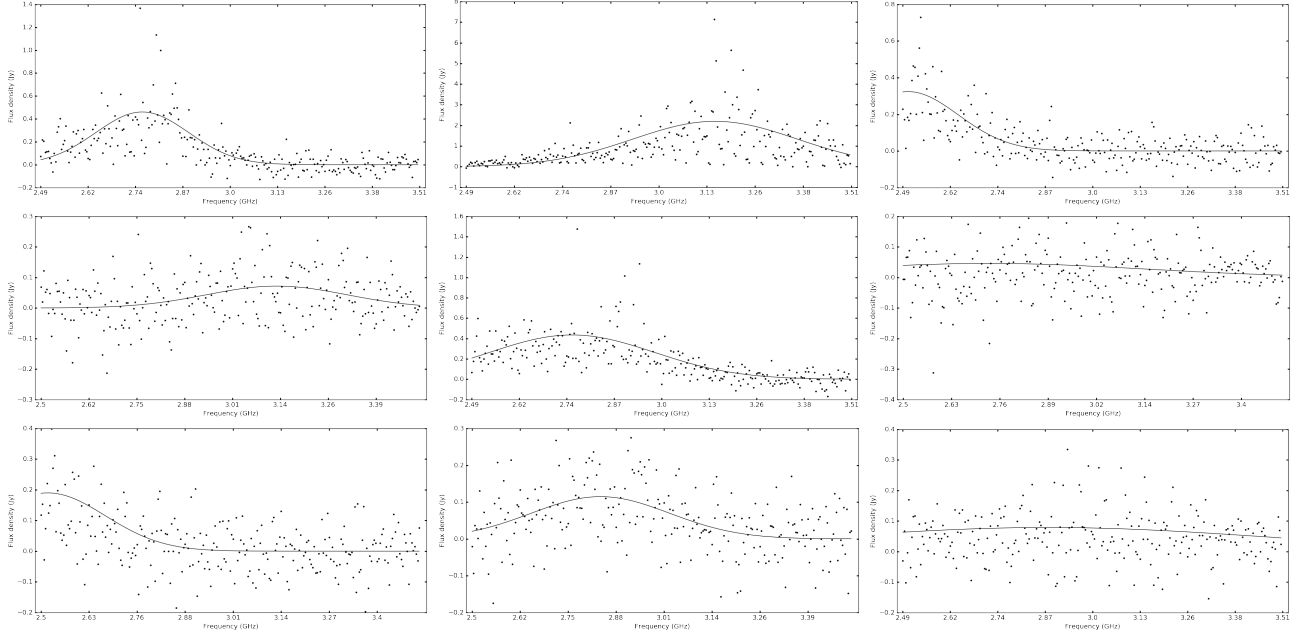 1.4
1.2
1.0
0.8
0.6
0.4
0.2
0.0
−0.2
Flux density (Jy)
2.49 2.62 2.74 2.87 3.0 3.13 3.26 3.38 3.51
Frequency (GHz)
8
7
6
5
4
3
2
1
0
−1
Flux density (Jy)
2.49 2.62 2.74 2.87 3.0 3.13 3.26 3.38 3.51
Frequency (GHz)
0.8
0.6
0.4
0.2
0.0
−0.2
Flux density (Jy)
2.49 2.62 2.74 2.87 3.0 3.13 3.26 3.38 3.51
Frequency (GHz)
0.3
0.2
0.1
0.0
−0.1
−0.2
−0.3
Flux density (Jy)
2.5 2.62 2.75 2.88 3.01 3.14 3.26 3.39
Frequency (GHz)
1.6
1.4
1.2
1.0
0.8
0.6
0.4
0.2
0.0
−0.2
Flux density (Jy)
2.49 2.62 2.74 2.87 3.0 3.13 3.26 3.38 3.51
Frequency (GHz)
0.2
0.1
0.0
−0.1
−0.2
−0.3
−0.4
Flux density (Jy)
2.5 2.63 2.76 2.89 3.02 3.14 3.27 3.4
Frequency (GHz)
0.4
0.3
0.2
0.1
0.0
−0.1
−0.2
Flux density (Jy)
2.5 2.63 2.76 2.88 3.01 3.14 3.27 3.4
Frequency (GHz)
0.3
0.2
0.1
0.0
−0.1
−0.2
Flux density (Jy)
2.5 2.62 2.75 2.88 3.01 3.14 3.26 3.39
Frequency (GHz)
0.4
0.3
0.2
0.1
0.0
−0.1
−0.2
Flux density (Jy)
2.49 2.62 2.74 2.87 3.0 3.13 3.26 3.38 3.51
Frequency (GHz)